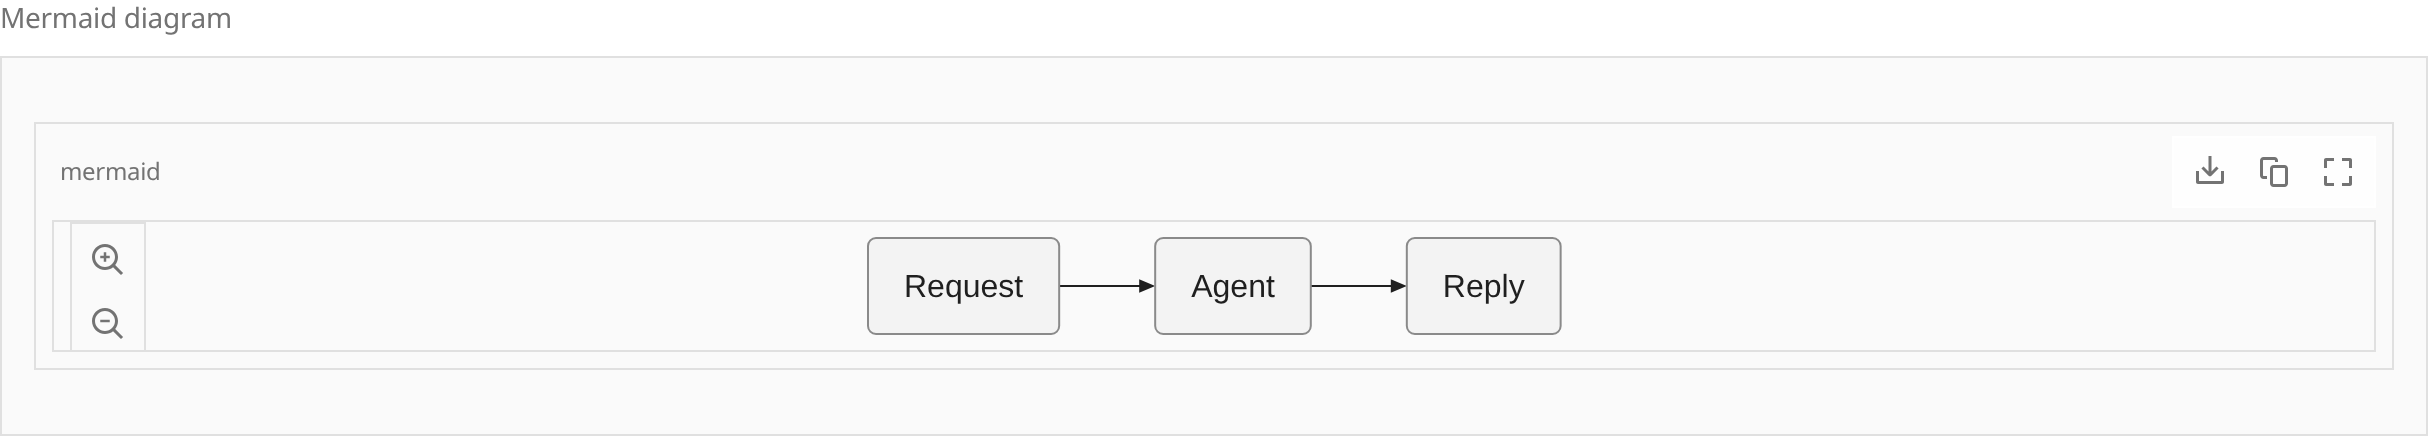 Mermaid diagram
mermaid
Request
Agent
Reply